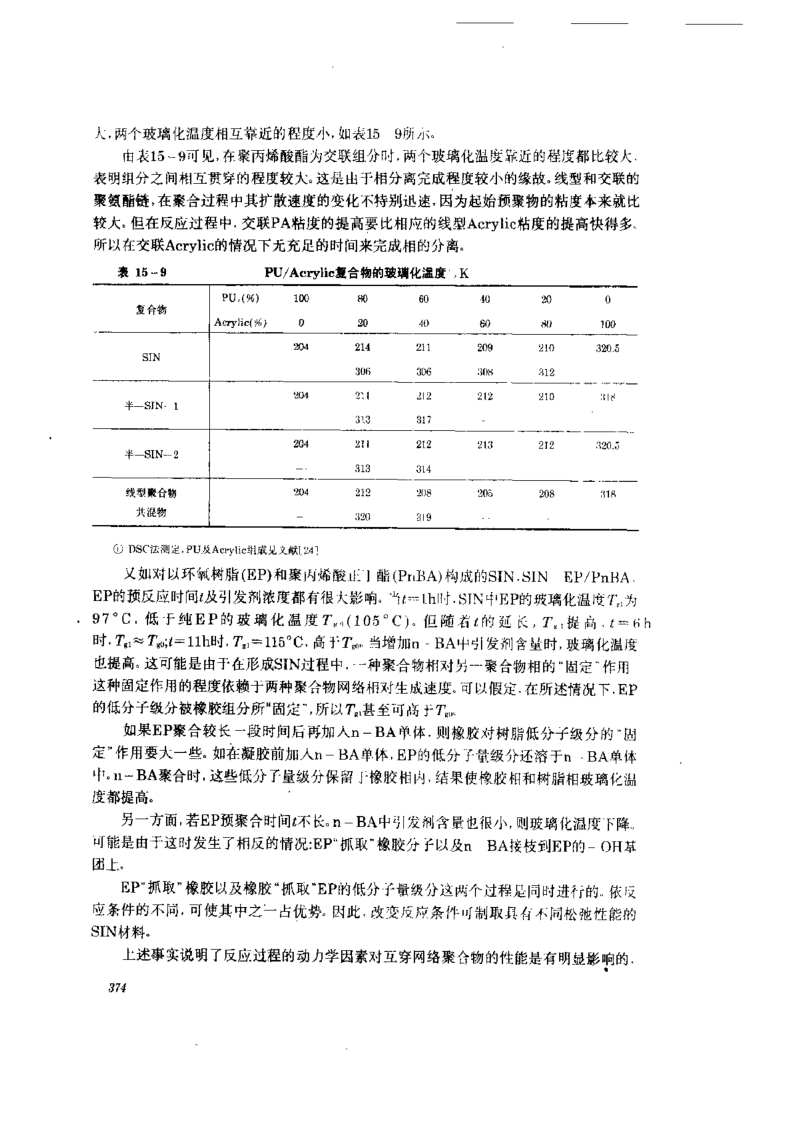 大,两个玻璃化温度相互靠近的程度小,如表15 9所示。
由表15-9可见,在聚丙烯酸酯为交联组分时,两个玻璃化温度靠近的程度都比较大.
表明组分之间相互贯穿的程度较大。这是由于相分离完成程度较小的缘故。线型和交联的
聚氨酯链,在聚合过程中其扩散速度的变化不特别迅速,因为起始预聚物的粘度本来就比
较大。但在反应过程中,交联PA粘度的提高要比相应的线型Acrylic粘度的提高快得多、
所以在交联Acrylic的情况下无充足的时间来完成相的分离。
表 15-9 PU/Acrylic复合物的玻璃化温度,K
复合物 PU,(%) 100 80 60 40 20 0
Acrylic(%) 0 20 40 60 80 100
SIN 204 214 211 209 210 320.5
306 306 308 312
半—SIN- 1 204 211 212 212 210 318
313 317 -
半—SIN—2 204 211 212 213 212 320.5
— 313 314
线型聚合物 204 212 208 205 208 318
共混物 — 320 319 - -
① DSC法测定,PU及Acrylic组成见文献[24]
又如对以环氧树脂(EP)和聚丙烯酸正丁酯(PnBA)构成的SIN,SIN EP/PnBA.
EP的预反应时间t及引发剂浓度都有很大影响。当t=1h时,SIN中EP的玻璃化温度Tg1为
97°C,低于纯EP的玻璃化温度Tg0(105°C)。但随着t的延长,Tg1提高,t=6h
时,Tg1≈Tg0;t=11h时,Tg1=115°C,高于Tg0。当增加n-BA中引发剂含量时,玻璃化温度
也提高。这可能是由于在形成SIN过程中,一种聚合物相对另一聚合物相的“固定”作用
这种固定作用的程度依赖于两种聚合物网络相对生成速度。可以假定,在所述情况下,EP
的低分子级分被橡胶组分所“固定”,所以Tg1甚至可高于Tg0。
如果EP聚合较长一段时间后再加入n-BA单体,则橡胶对树脂低分子级分的“固
定”作用要大一些。如在凝胶前加入n-BA单体,EP的低分子量级分还溶于n-BA单体
中。n-BA聚合时,这些低分子量级分保留于橡胶相内,结果使橡胶相和树脂相玻璃化温
度都提高。
另一方面,若EP预聚合时间t不长。n-BA中引发剂含量也很小,则玻璃化温度下降。
可能是由于这时发生了相反的情况:EP“抓取”橡胶分子以及n BA接枝到EP的-OH基
团上。
EP“抓取”橡胶以及橡胶“抓取”EP的低分子量级分这两个过程是同时进行的。依反
应条件的不同,可使其中之一占优势。因此,改变反应条件可制取具有不同松弛性能的
SIN材料。
上述事实说明了反应过程的动力学因素对互穿网络聚合物的性能是有明显影响的.
374